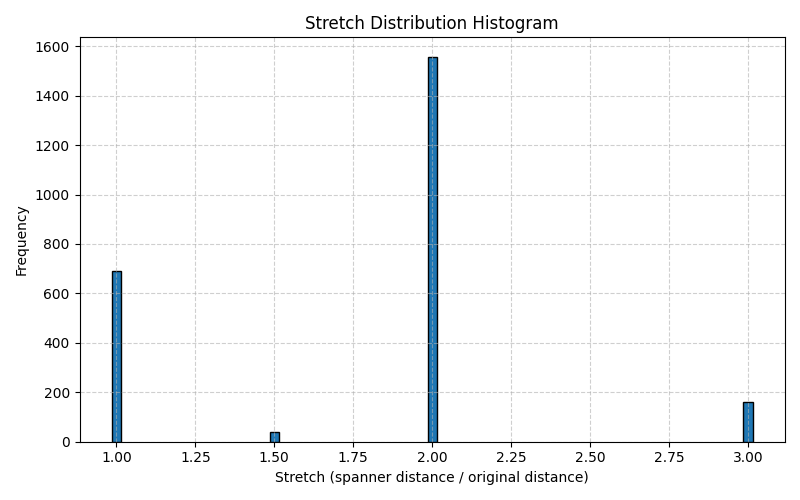 Stretch Distribution Histogram
1600
1400
1200
1000
800
600
400
200
0
Frequency
1.00 1.25 1.50 1.75 2.00 2.25 2.50 2.75 3.00
Stretch (spanner distance / original distance)